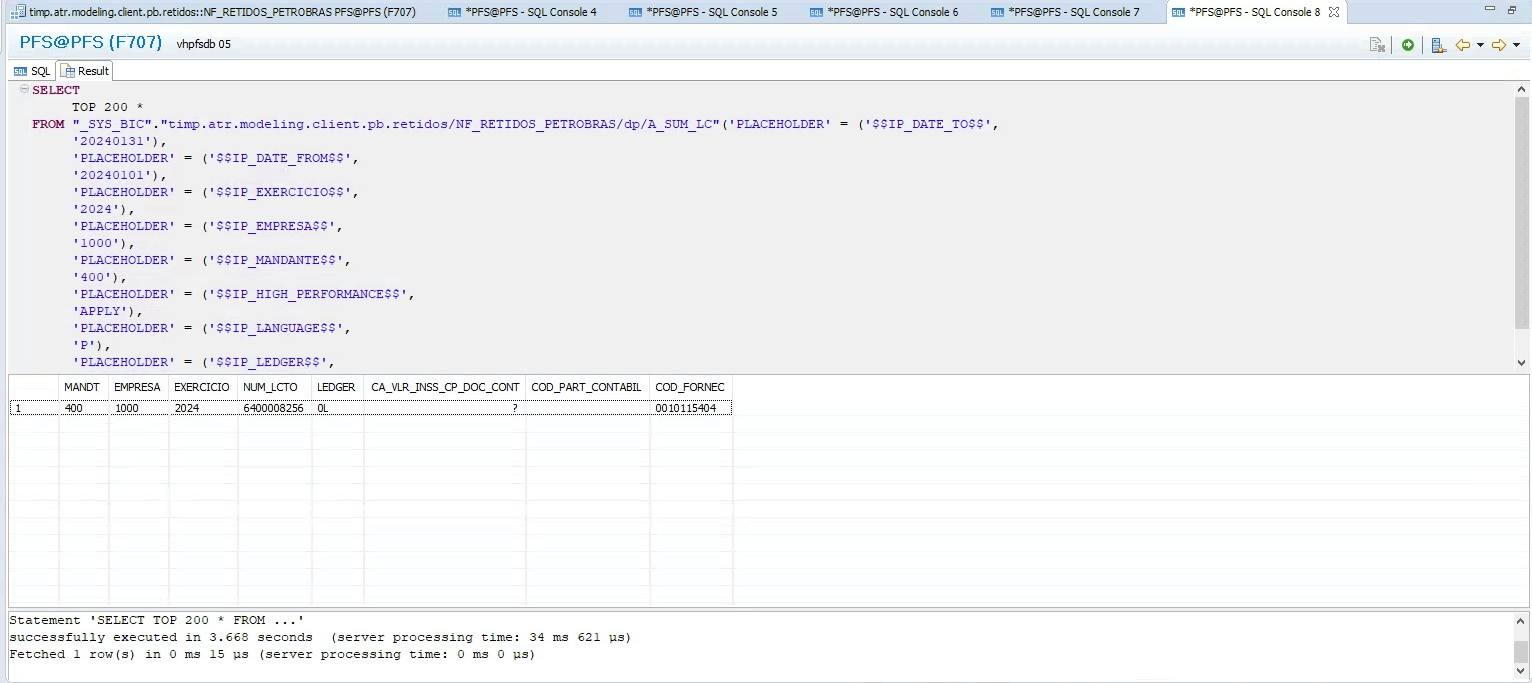 timp.atr.modeling.client.pb.retidos::NF_RETIDOS_PETROBRAS PFS@PFS (F707) *PFS@PFS - SQL Console 4 *PFS@PFS - SQL Console 5 *PFS@PFS - SQL Console 6 *PFS@PFS - SQL Console 7 *PFS@PFS - SQL Console 8
PFS@PFS (F707) vhpfsdb 05
SQL Result
SELECT
TOP 200 *
FROM "_SYS_BIC"."timp.atr.modeling.client.pb.retidos/NF_RETIDOS_PETROBRAS/dp/A_SUM_LC"('PLACEHOLDER' = ('$$IP_DATE_TO$$',
'20240131'),
'PLACEHOLDER' = ('$$IP_DATE_FROM$$',
'20240101'),
'PLACEHOLDER' = ('$$IP_EXERCICIO$$',
'2024'),
'PLACEHOLDER' = ('$$IP_EMPRESA$$',
'1000'),
'PLACEHOLDER' = ('$$IP_MANDANTE$$',
'400'),
'PLACEHOLDER' = ('$$IP_HIGH_PERFORMANCE$$',
'APPLY'),
'PLACEHOLDER' = ('$$IP_LANGUAGE$$',
'P'),
'PLACEHOLDER' = ('$$IP_LEDGER$$',
MANDT EMPRESA EXERCICIO NUM_LCTO LEDGER CA_VLR_INSS_CP_DOC_CONT COD_PART_CONTABIL COD_FORNEC
1 400 1000 2024 6400008256 0L ? 0010115404
Statement 'SELECT TOP 200 * FROM ...'
successfully executed in 3.668 seconds (server processing time: 34 ms 621 µs)
Fetched 1 row(s) in 0 ms 15 µs (server processing time: 0 ms 0 µs)